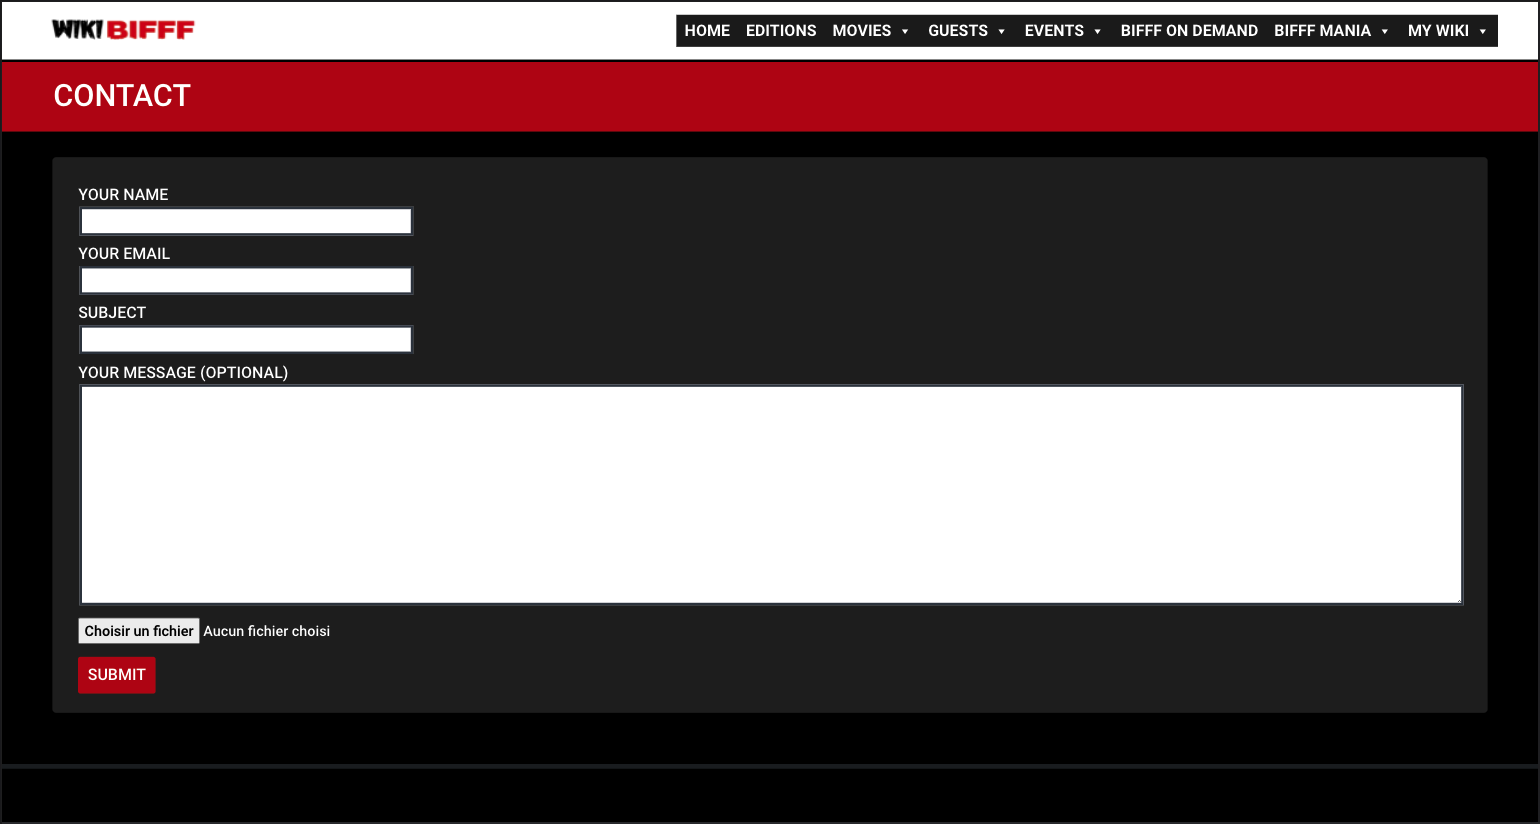 WIKI BIFFF
HOME EDITIONS MOVIES GUESTS EVENTS BIFFF ON DEMAND BIFFF MANIA MY WIKI
CONTACT
YOUR NAME
YOUR EMAIL
SUBJECT
YOUR MESSAGE (OPTIONAL)
Choisir un fichier Aucun fichier choisi
SUBMIT